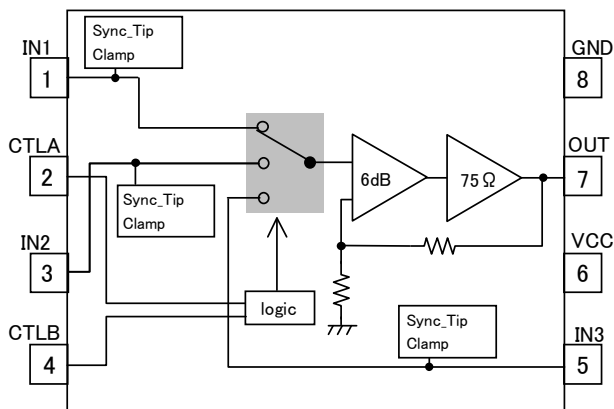 Sync_Tip
Clamp
IN1
1
GND
8
CTLA
2
Sync_Tip
Clamp
6dB
75Ω
OUT
7
IN2
3
VCC
6
logic
CTLB
4
Sync_Tip
Clamp
IN3
5